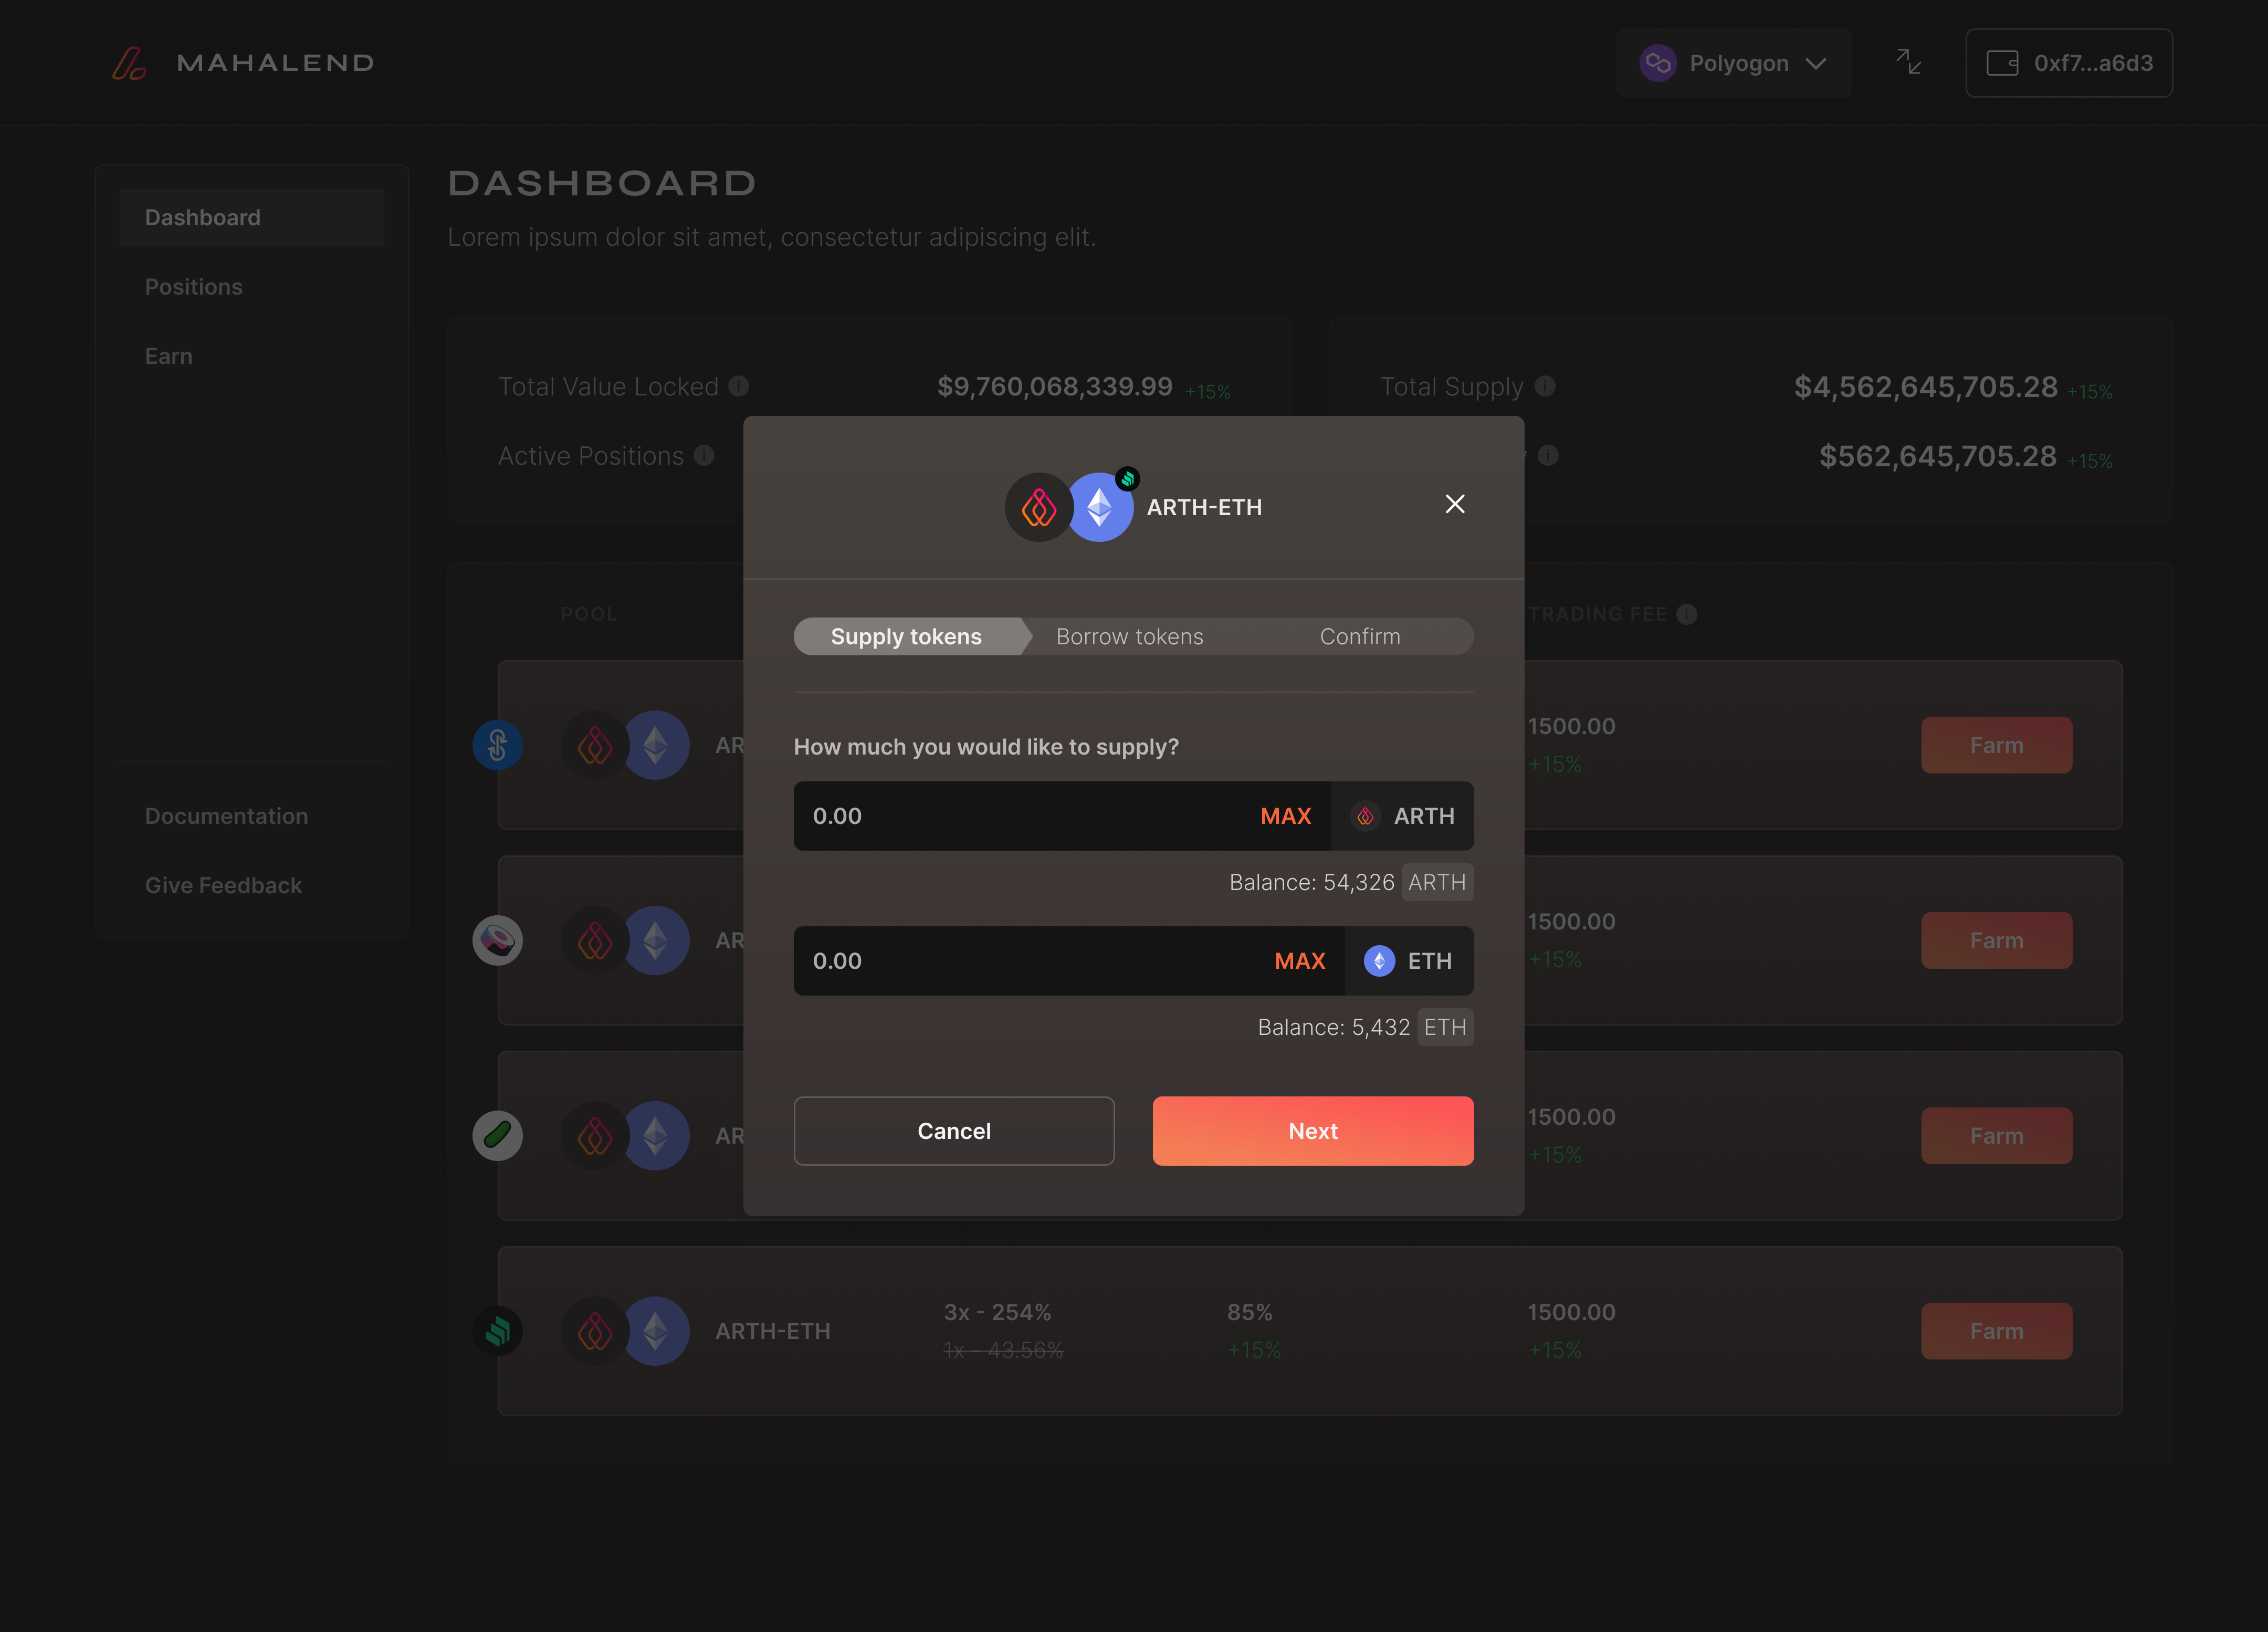 MAHALEND
Polyogon
0xf7...a6d3
Dashboard
Positions
Earn
Documentation
Give Feedback
DASHBOARD
Lorem ipsum dolor sit amet, consectetur adipiscing elit.
Total Value Locked
$9,760,068,339.99 +15%
Active Positions
Total Supply
$4,562,645,705.28 +15%
$562,645,705.28 +15%
POOL
TRADING FEE
AR
1500.00
+15%
Farm
AR
1500.00
+15%
Farm
AR
1500.00
+15%
Farm
ARTH-ETH
3x - 254%
1x - 43.56%
85%
+15%
1500.00
+15%
Farm
ARTH-ETH
Supply tokens
Borrow tokens
Confirm
How much you would like to supply?
0.00 MAX ARTH
Balance: 54,326 ARTH
0.00 MAX ETH
Balance: 5,432 ETH
Cancel
Next